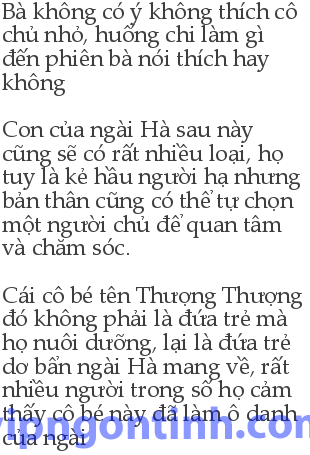 Bà không có ý không thích cô
chủ nhỏ, huống chi làm gì
đến phiên bà nói thích hay
không
Con của ngài Hà sau này
cũng sẽ có rất nhiều loại, họ
tuy là kẻ hầu người hạ nhưng
bản thân cũng có thể tự chọn
một người chủ để quan tâm
và chăm sóc.
Cái cô bé tên Thượng Thượng
đó không phải là đứa trẻ mà
họ nuôi dưỡng, lại là đứa trẻ
dơ bẩn ngài Hà mang về, rất
nhiều người trong số họ cảm
thấy cô bé này đã làm ô danh
của ngài
vipngontinh.com